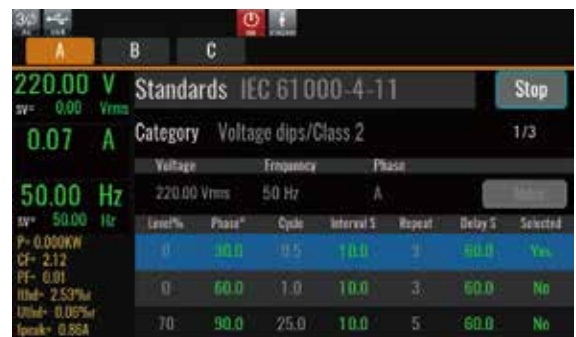 3Ø
A B C
220.00 V
sv= 0.00 Vrms
0.07 A
50.00 Hz
sv= 50.00 Hz
P= 0.000KW
CF= 2.12
PF= 0.01
Ithd= 2.53%
Uthd= 0.06%
Ipeak= 0.86A
Standards IEC 61000-4-11 Stop
Category Voltage dips/Class 2 1/3
Voltage Frequency Phase
220.00 Vrms 50 Hz A
Level% Phase° Cycle Interval S Repeat Delay S Selected
0 30.0 0.5 10.0 3 60.0 Yes
0 60.0 1.0 10.0 3 60.0 No
70 90.0 25.0 10.0 5 60.0 No